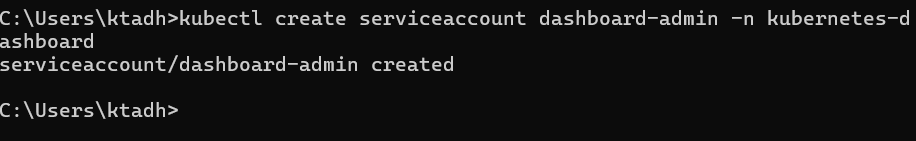 C:\Users\ktadh>kubectl create serviceaccount dashboard-admin -n kubernetes-d
ashboard
serviceaccount/dashboard-admin created
C:\Users\ktadh>